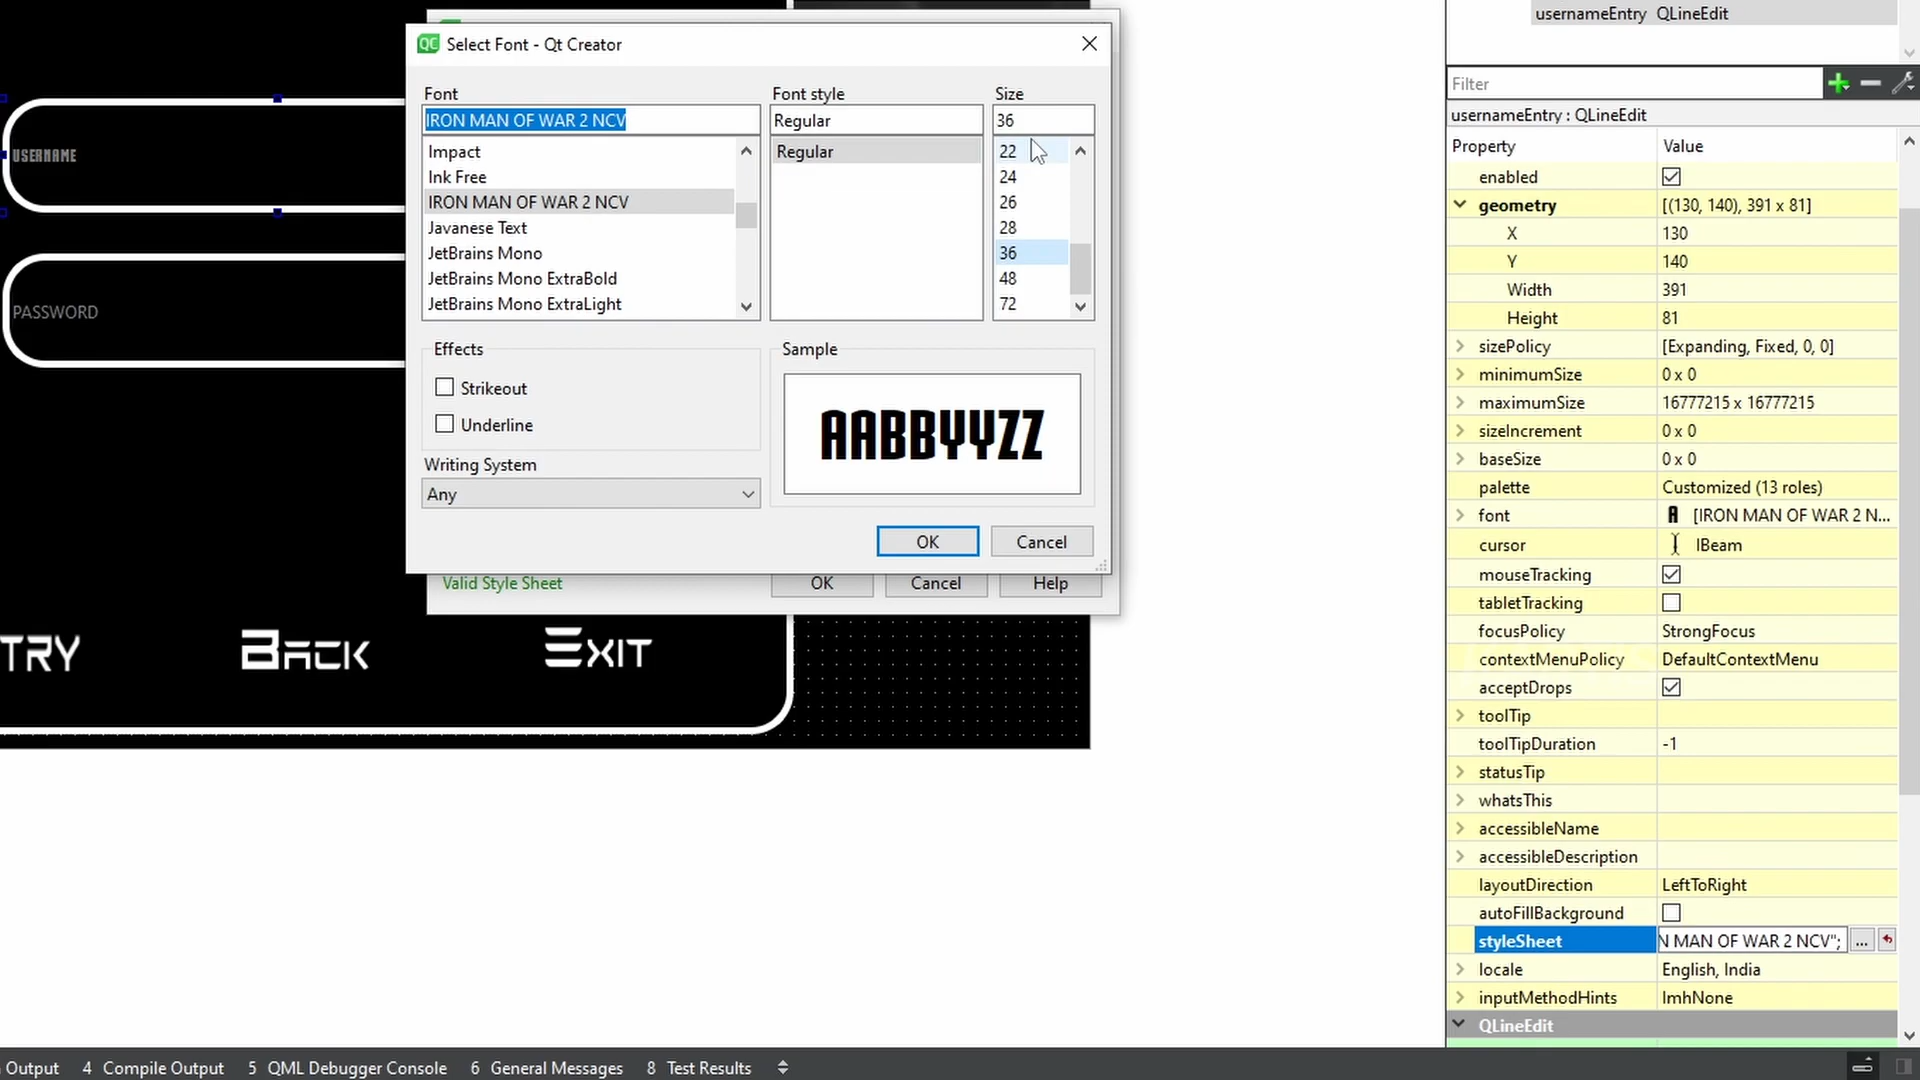 Select Font - Qt Creator
Font
IRON MAN OF WAR 2 NCV
Impact
Ink Free
IRON MAN OF WAR 2 NCV
Javanese Text
JetBrains Mono
JetBrains Mono ExtraBold
JetBrains Mono ExtraLight
Font style
Regular
Regular
Size
36
22
24
26
28
36
48
72
Effects
Strikeout
Underline
Writing System
Any
Sample
AABBYYZZ
OK Cancel
Valid Style Sheet OK Cancel Help
USERNAME
PASSWORD
TRY BACK EXIT
usernameEntry QLineEdit
Filter
usernameEntry : QLineEdit
Property Value
enabled
geometry [(130, 140), 391 x 81]
X 130
Y 140
Width 391
Height 81
sizePolicy [Expanding, Fixed, 0, 0]
minimumSize 0 x 0
maximumSize 16777215 x 16777215
sizeIncrement 0 x 0
baseSize 0 x 0
palette Customized (13 roles)
font A [IRON MAN OF WAR 2 N...
cursor IBeam
mouseTracking
tabletTracking
focusPolicy StrongFocus
contextMenuPolicy DefaultContextMenu
acceptDrops
toolTip
toolTipDuration -1
statusTip
whatsThis
accessibleName
accessibleDescription
layoutDirection LeftToRight
autoFillBackground
styleSheet N MAN OF WAR 2 NCV"; ...
locale English, India
inputMethodHints ImhNone
QLineEdit
Output 4 Compile Output 5 QML Debugger Console 6 General Messages 8 Test Results